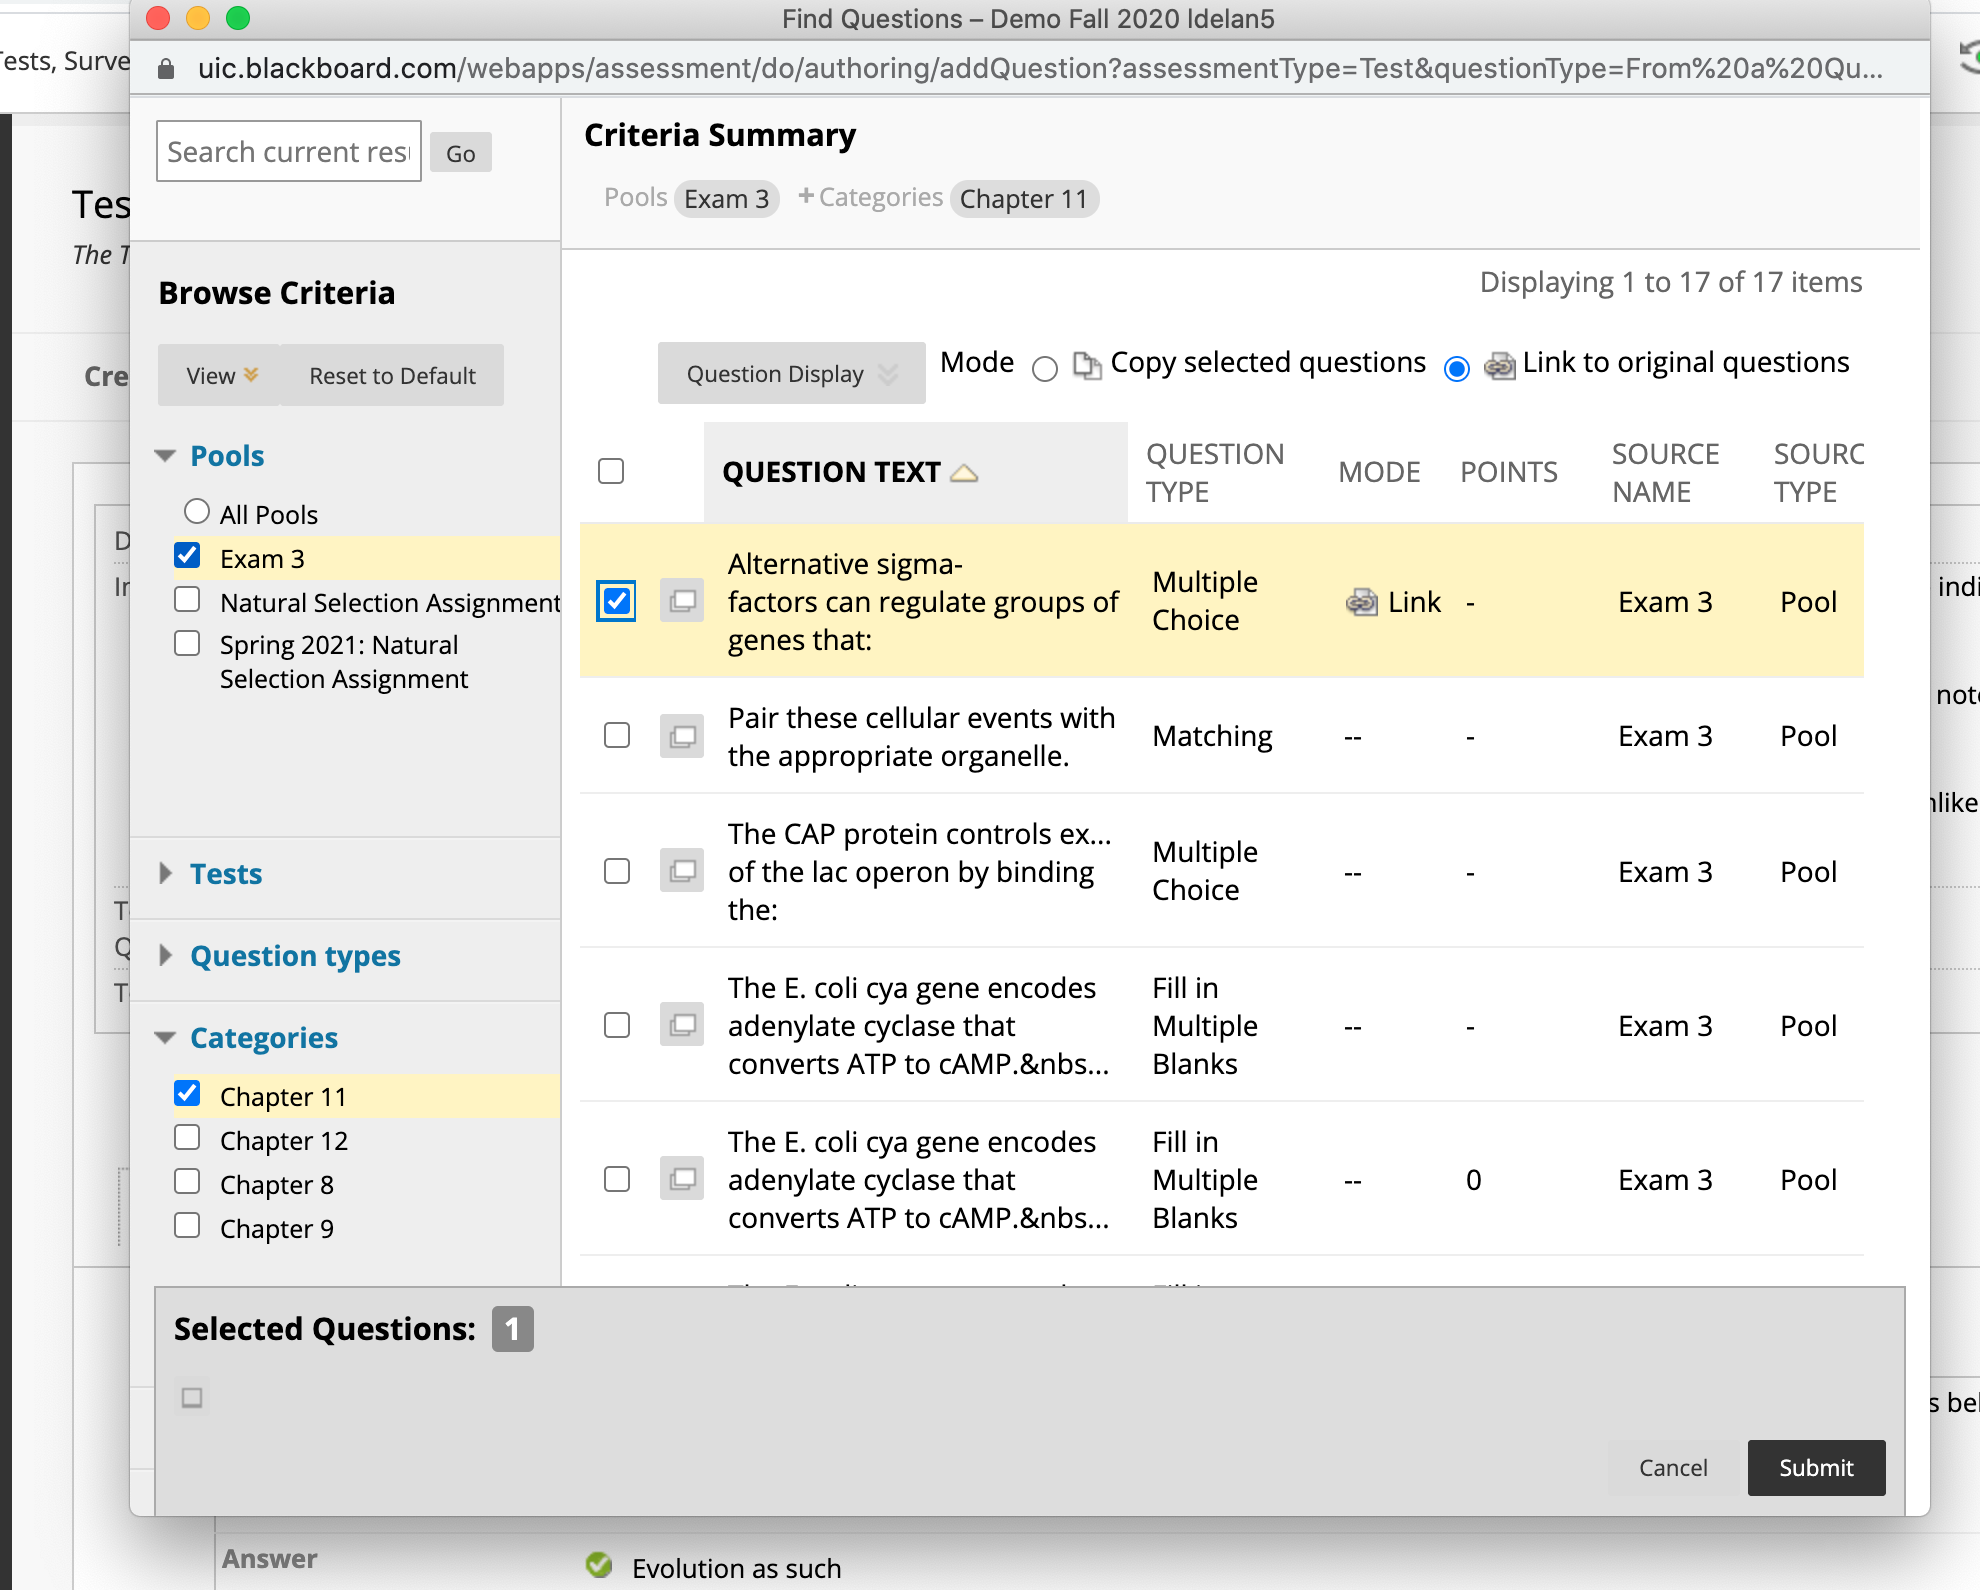 Find Questions – Demo Fall 2020 ldelan5
uic.blackboard.com/webapps/assessment/do/authoring/addQuestion?assessmentType=Test&questionType=From%20a%20Qu...
Tests, Surve
Search current res
Go
Tes
The T
Cre
Criteria Summary
Pools Exam 3 + Categories Chapter 11
Browse Criteria
View
Reset to Default
Pools
All Pools
Exam 3
Natural Selection Assignment
Spring 2021: Natural
Selection Assignment
Tests
Question types
Categories
Chapter 11
Chapter 12
Chapter 8
Chapter 9
Displaying 1 to 17 of 17 items
Question Display
Mode Copy selected questions Link to original questions
QUESTION TEXT
QUESTION
TYPE
MODE
POINTS
SOURCE
NAME
SOURC
TYPE
Alternative sigma-
factors can regulate groups of
genes that:
Multiple
Choice
Link
-
Exam 3
Pool
Pair these cellular events with
the appropriate organelle.
Matching
--
-
Exam 3
Pool
The CAP protein controls ex...
of the lac operon by binding
the:
Multiple
Choice
--
-
Exam 3
Pool
The E. coli cya gene encodes
adenylate cyclase that
converts ATP to cAMP.&nbs...
Fill in
Multiple
Blanks
--
-
Exam 3
Pool
The E. coli cya gene encodes
adenylate cyclase that
converts ATP to cAMP.&nbs...
Fill in
Multiple
Blanks
--
0
Exam 3
Pool
Selected Questions: 1
Cancel
Submit
indi
note
nlike
s bel
Answer
Evolution as such